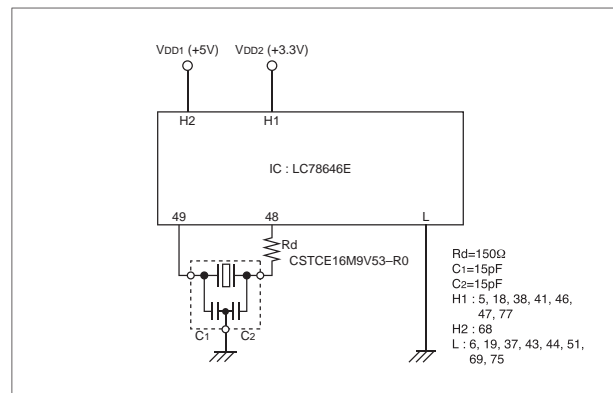 VDD1 (+5V) VDD2 (+3.3V)
H2 H1
IC : LC78646E
49 48 L
Rd
CSTCE16M9V53–R0
C1 C2
Rd=150Ω
C1=15pF
C2=15pF
H1 : 5, 18, 38, 41, 46,
47, 77
H2 : 68
L : 6, 19, 37, 43, 44, 51,
69, 75